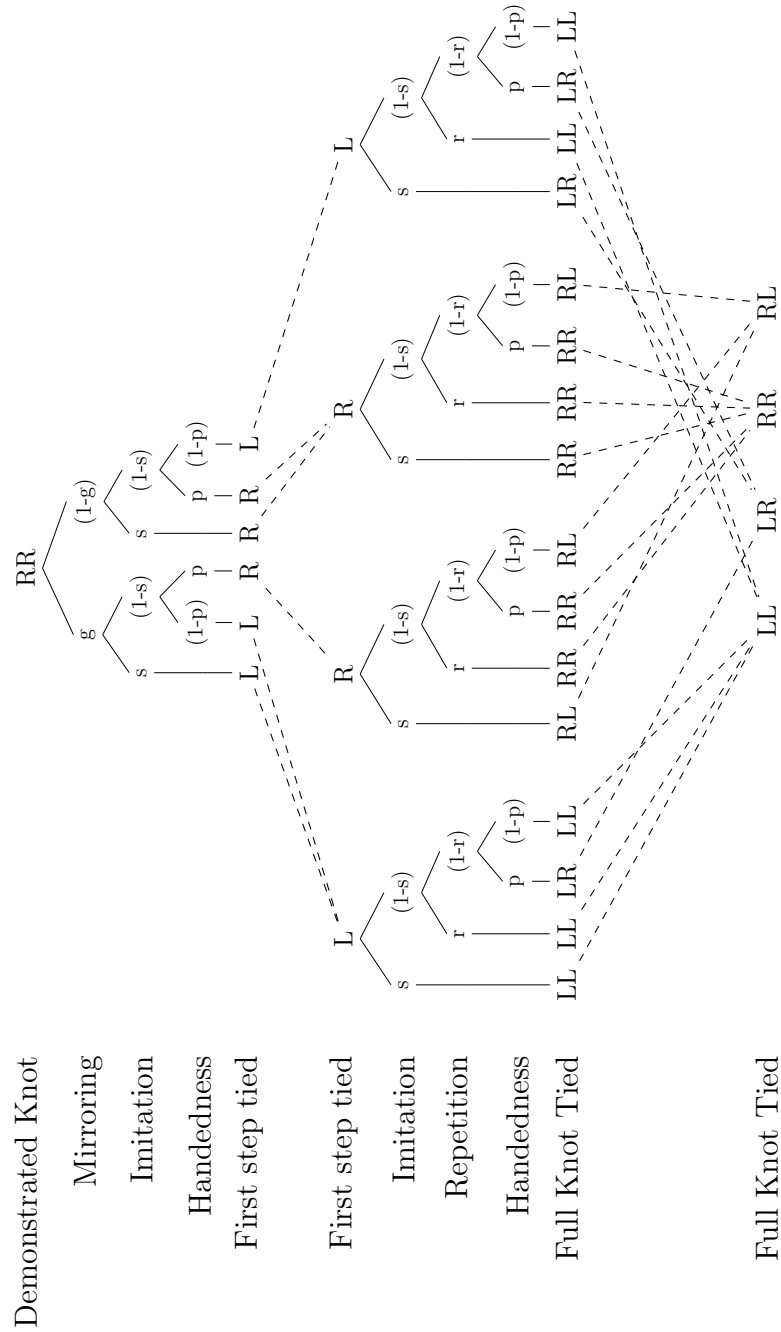 Demonstrated Knot RR
Mirroring g (1-g)
Imitation s (1-s) s (1-s)
Handedness (1-p) p p (1-p)
First step tied L L R R R L
First step tied L R R L
Imitation s (1-s) s (1-s) s (1-s) s (1-s)
Repetition r (1-r) r (1-r) r (1-r) r (1-r)
Handedness p (1-p) p (1-p) p (1-p) p (1-p)
Full Knot Tied LL LL LR LL RL RR RR RL RR RR RR RL LR LL LR LL
Full Knot Tied LL LR RR RL